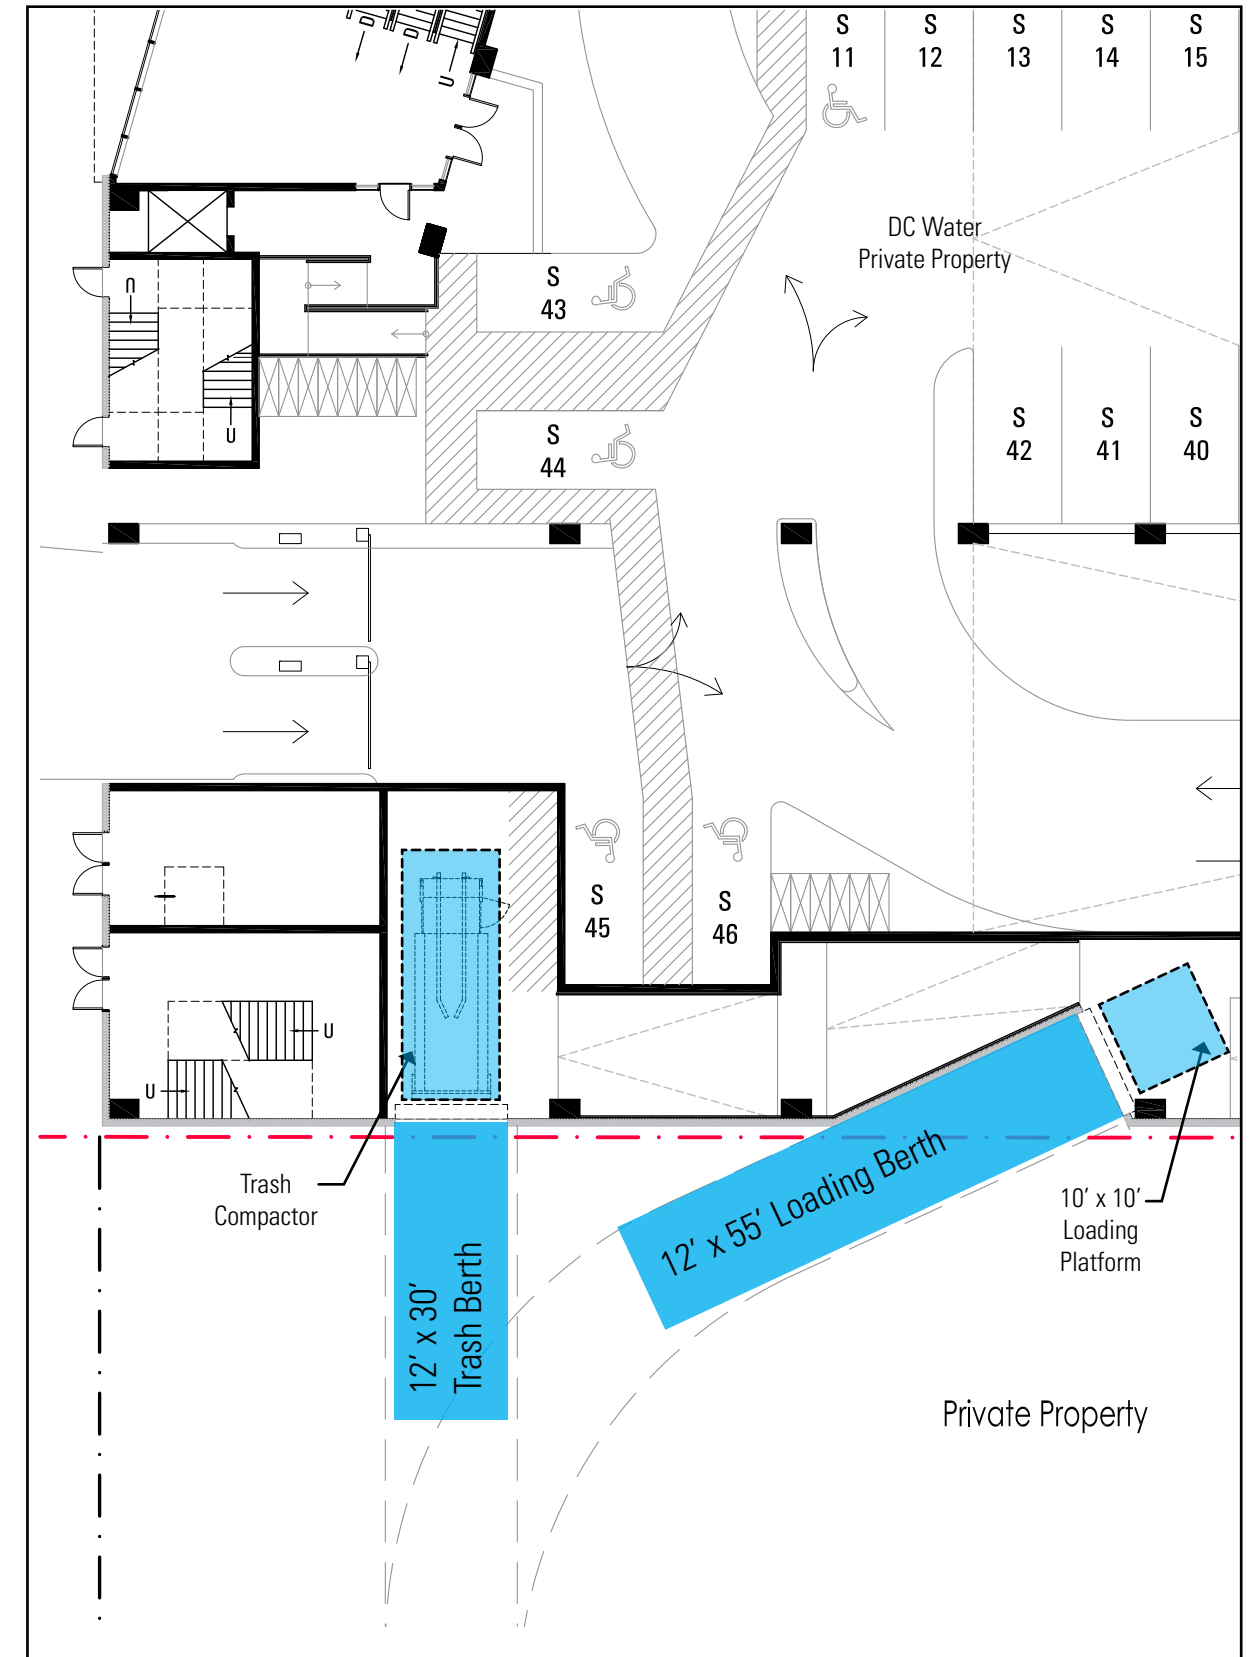 D
D
U
S
11
S
12
S
13
S
14
S
15
DC Water
Private Property
S
43
U
U
S
44
S
42
S
41
S
40
S
45
S
46
U
U
Trash
Compactor
12’ x 30’
Trash Berth
12’ x 55’ Loading Berth
10’ x 10’
Loading
Platform
Private Property